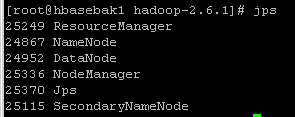 [root@hbasebak1 hadoop-2.6.1]# jps
25249 ResourceManager
24867 NameNode
24952 DataNode
25336 NodeManager
25370 Jps
25115 SecondaryNameNode